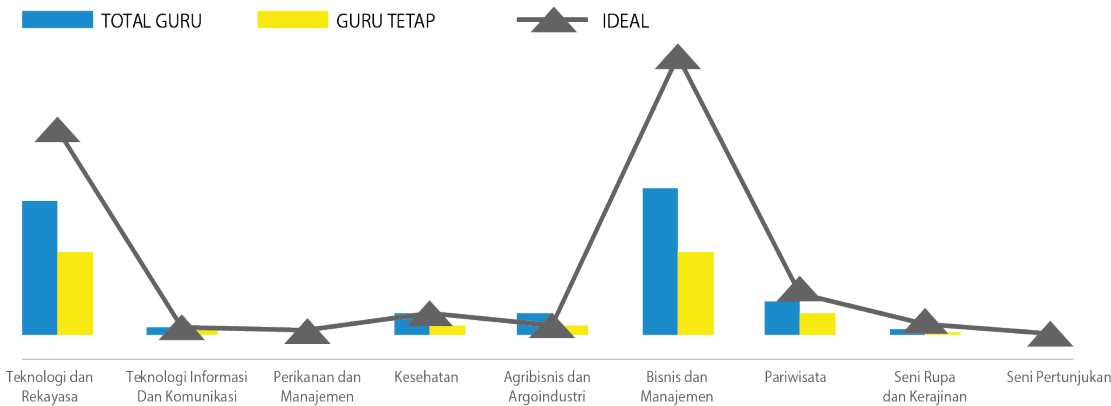 TOTAL GURU
GURU TETAP
IDEAL
Teknologi dan
Rekayasa
Teknologi Informasi
Dan Komunikasi
Perikanan dan
Manajemen
Kesehatan
Agribisnis dan
Argoindustri
Bisnis dan
Manajemen
Pariwisata
Seni Rupa
dan Kerajinan
Seni Pertunjukan